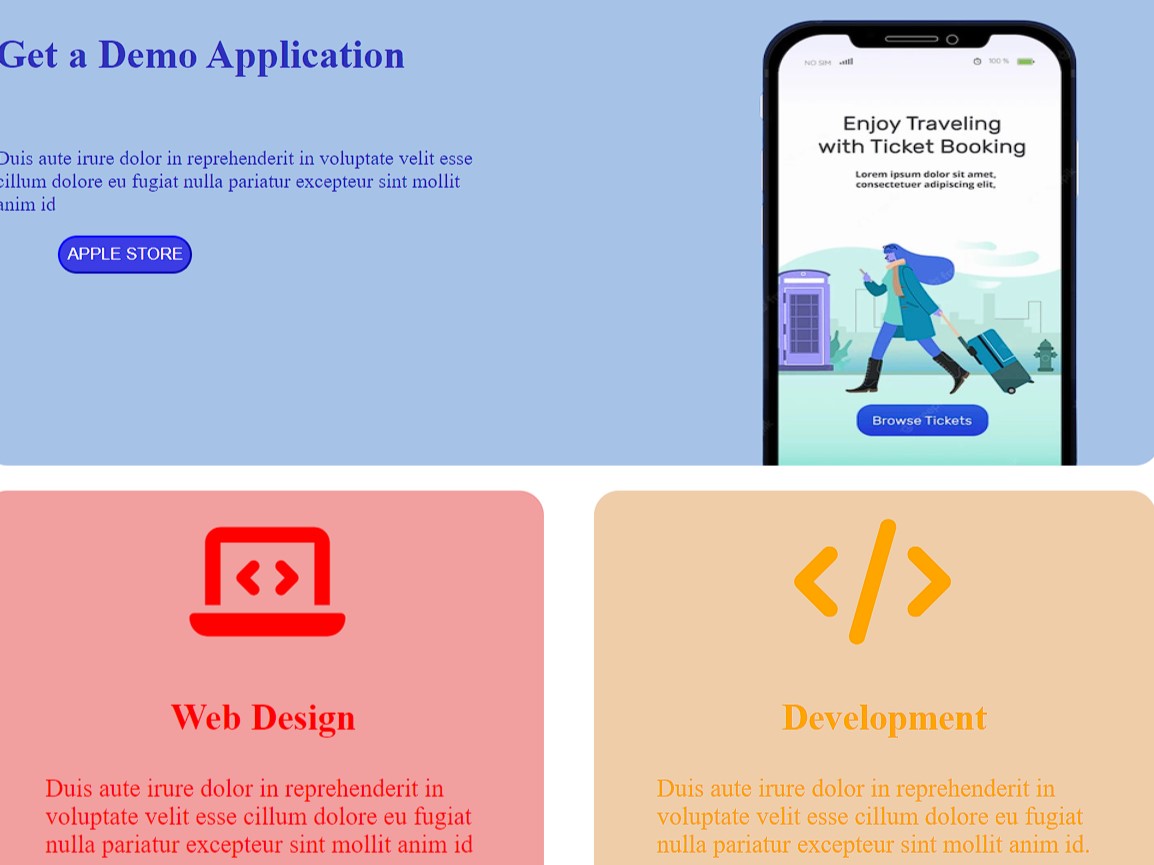 Get a Demo Application
Duis aute irure dolor in reprehenderit in voluptate velit esse
cillum dolore eu fugiat nulla pariatur excepteur sint mollit
anim id
APPLE STORE
NO SIM
100 %
Enjoy Traveling
with Ticket Booking
Lorem ipsum dolor sit amet,
consectetuer adipiscing elit,
Browse Tickets
Web Design
Duis aute irure dolor in reprehenderit in
voluptate velit esse cillum dolore eu fugiat
nulla pariatur excepteur sint mollit anim id
Development
Duis aute irure dolor in reprehenderit in
voluptate velit esse cillum dolore eu fugiat
nulla pariatur excepteur sint mollit anim id.